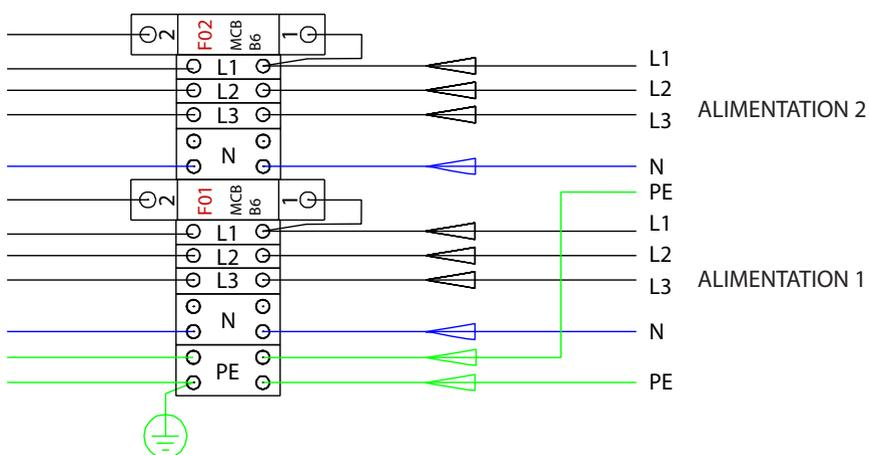 2 F02 MCB B6 1
L1 L1
L2 L2
L3 L3 ALIMENTATION 2
N N
PE
2 F01 MCB B6 1
L1 L1
L2 L2
L3 L3 ALIMENTATION 1
N N
PE PE